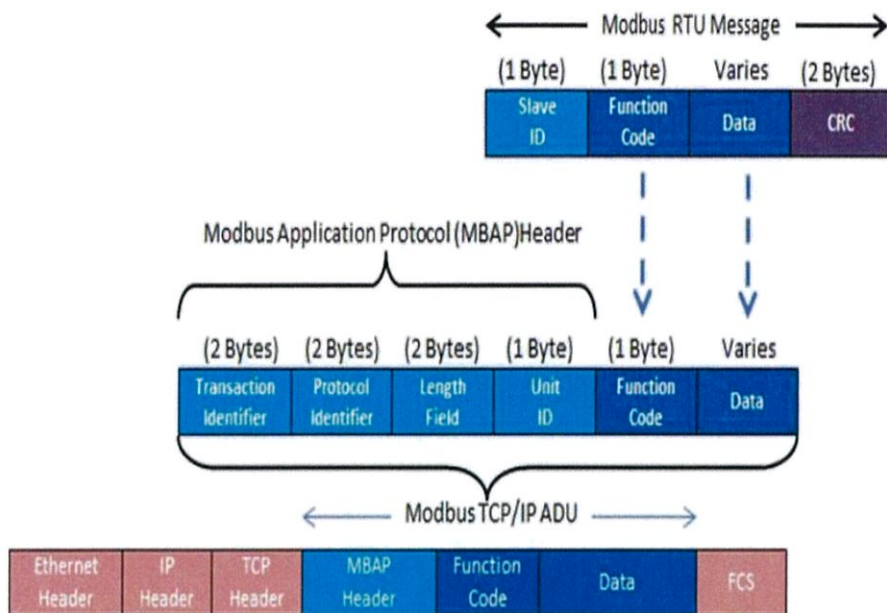 Modbus RTU Message
(1 Byte) (1 Byte) Varies (2 Bytes)
Slave Function Data CRC
ID Code
Modbus Application Protocol (MBAP)Header
(2 Bytes) (2 Bytes) (2 Bytes) (1 Byte) (1 Byte) Varies
Transaction Protocol Length Unit Function Data
Identifier Identifier Field ID Code
Modbus TCP/IP ADU
Ethernet IP TCP MBAP Function Data FCS
Header Header Header Header Code